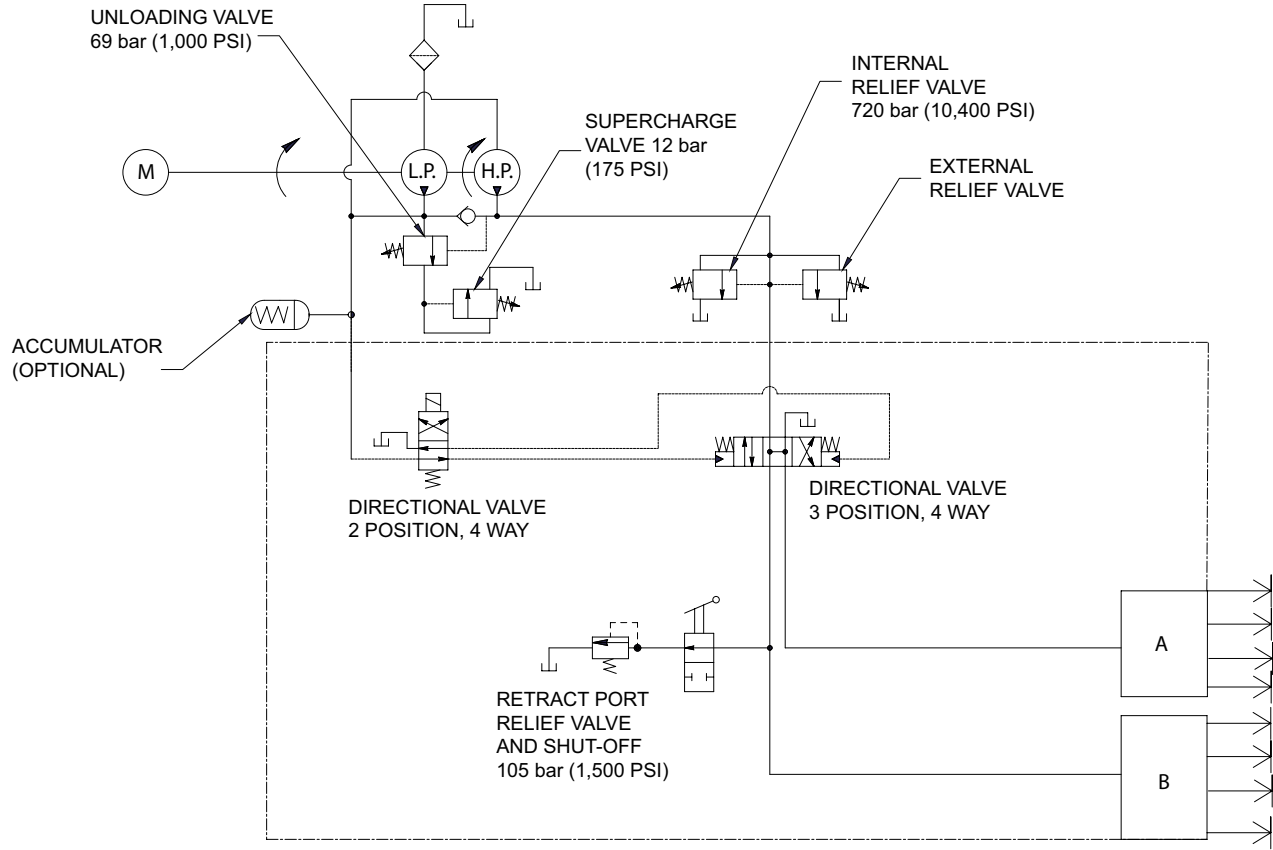 UNLOADING VALVE
69 bar (1,000 PSI)
INTERNAL
RELIEF VALVE
720 bar (10,400 PSI)
SUPERCHARGE
VALVE 12 bar
(175 PSI)
EXTERNAL
RELIEF VALVE
M
L.P.
H.P.
ACCUMULATOR
(OPTIONAL)
DIRECTIONAL VALVE
2 POSITION, 4 WAY
DIRECTIONAL VALVE
3 POSITION, 4 WAY
RETRACT PORT
RELIEF VALVE
AND SHUT-OFF
105 bar (1,500 PSI)
A
B